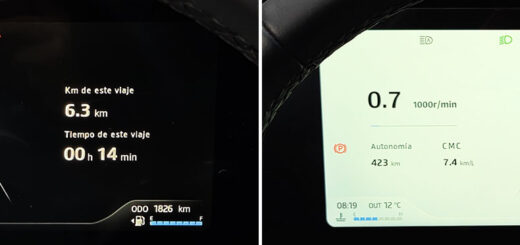 Km de este viaje
6.3 km
Tiempo de este viaje
00 h 14 min
ODO 1826 km
E F
0.7 1000r/min
Autonomía CMC
423 km 7.4 km/L
08:19 OUT 12 °C